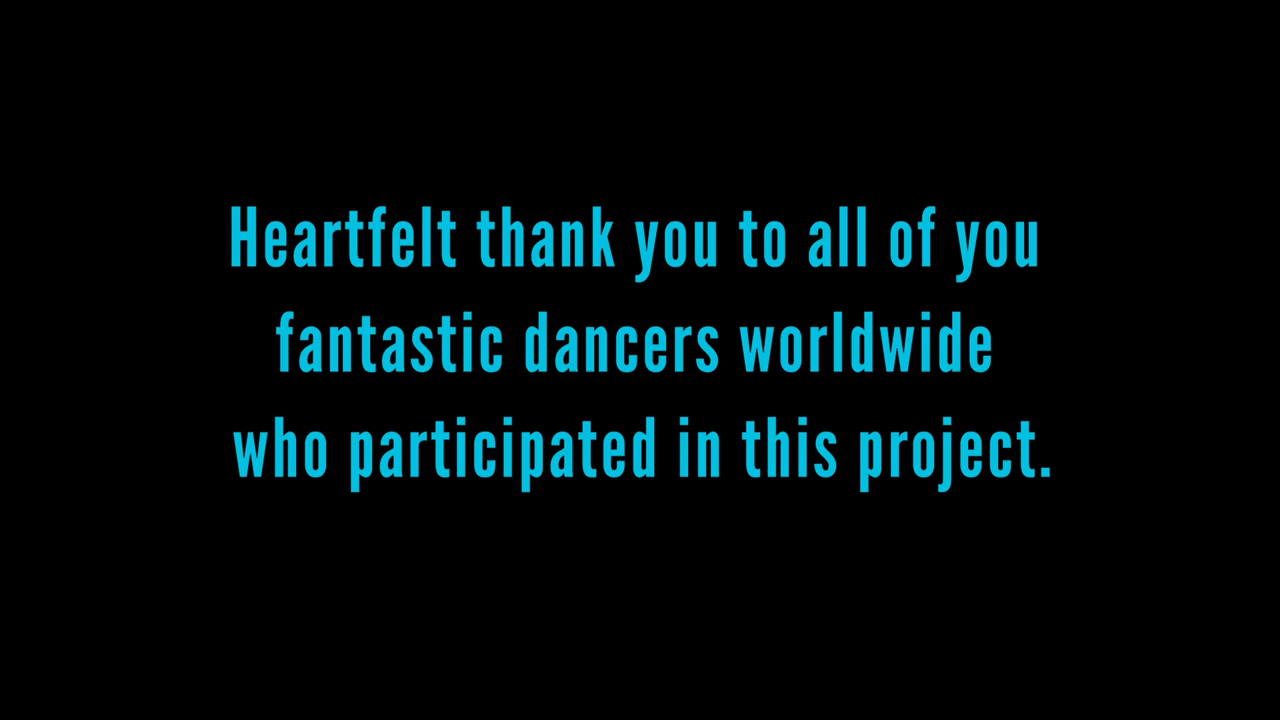 Heartfelt thank you to all of you
fantastic dancers worldwide
who participated in this project.